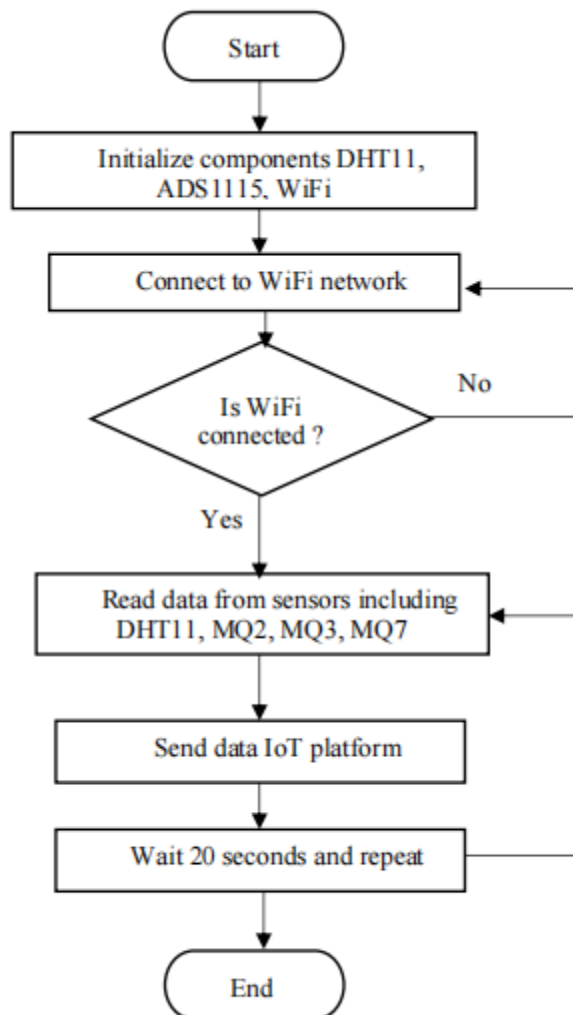 Start
Initialize components DHT11,
ADS1115, WiFi
Connect to WiFi network
Is WiFi
connected ?
No
Yes
Read data from sensors including
DHT11, MQ2, MQ3, MQ7
Send data IoT platform
Wait 20 seconds and repeat
End